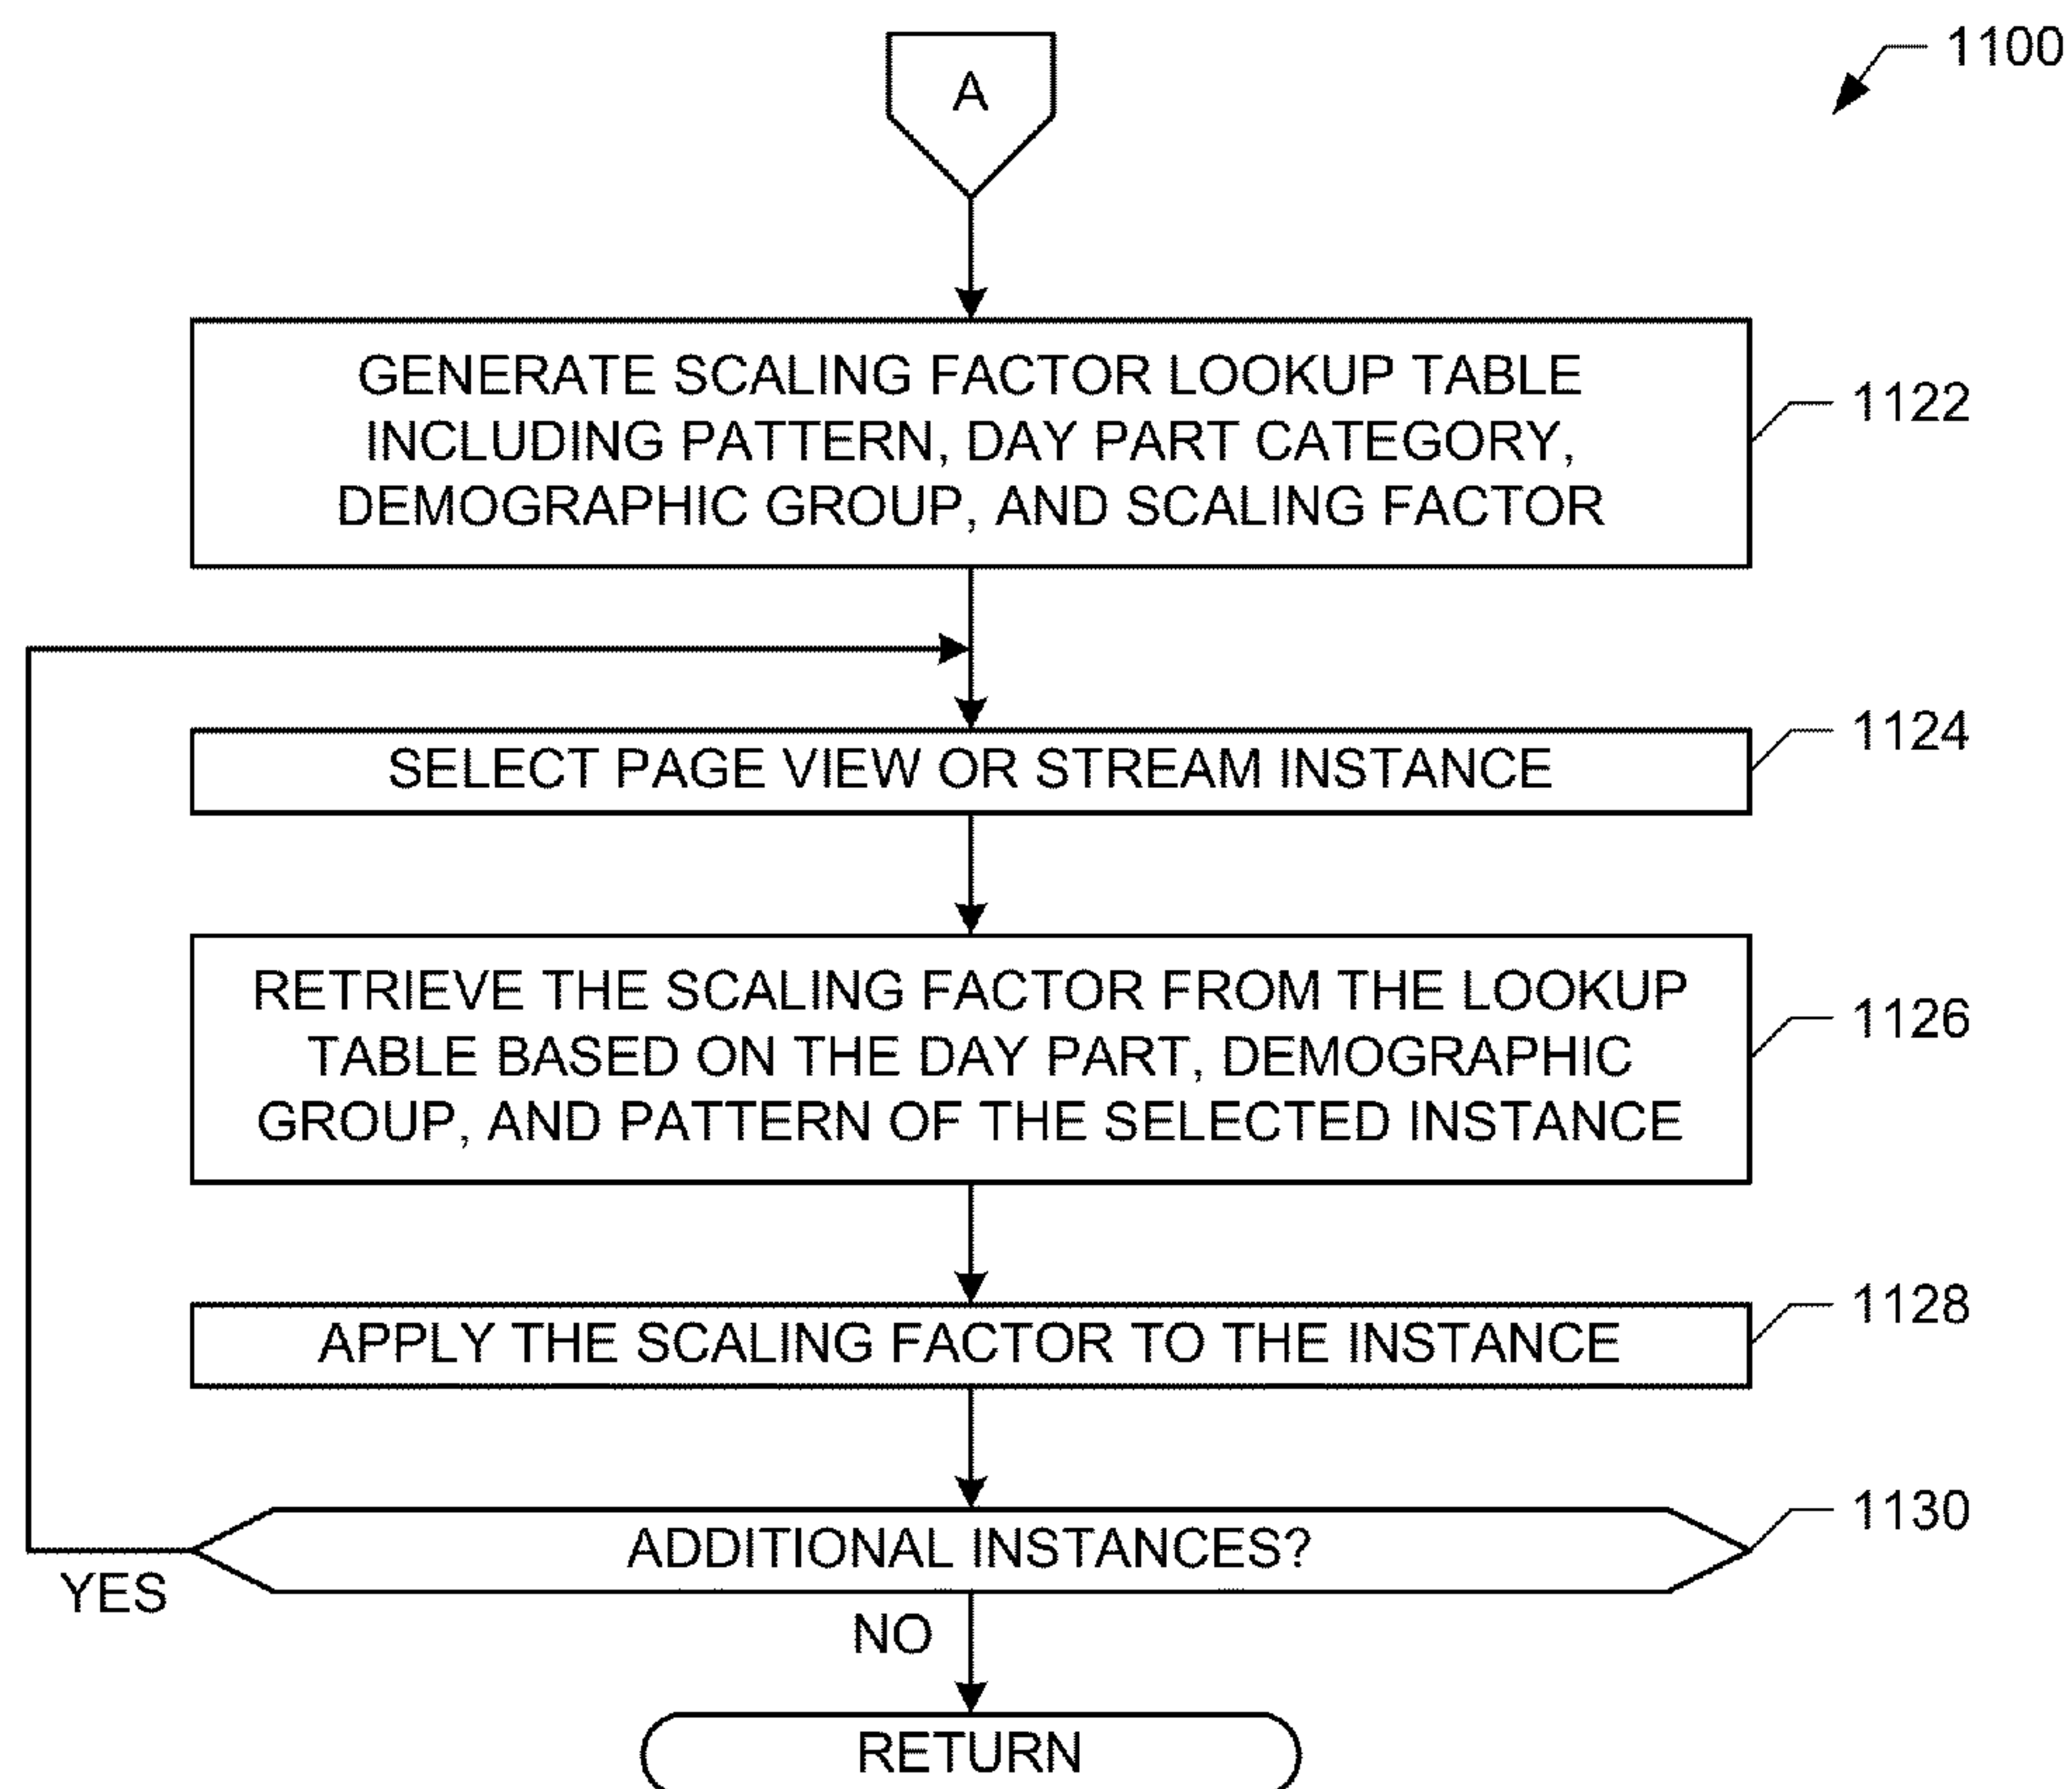 1100
A
GENERATE SCALING FACTOR LOOKUP TABLE
INCLUDING PATTERN, DAY PART CATEGORY,
DEMOGRAPHIC GROUP, AND SCALING FACTOR
1122
SELECT PAGE VIEW OR STREAM INSTANCE
1124
RETRIEVE THE SCALING FACTOR FROM THE LOOKUP
TABLE BASED ON THE DAY PART, DEMOGRAPHIC
GROUP, AND PATTERN OF THE SELECTED INSTANCE
1126
APPLY THE SCALING FACTOR TO THE INSTANCE
1128
ADDITIONAL INSTANCES?
1130
YES
NO
RETURN